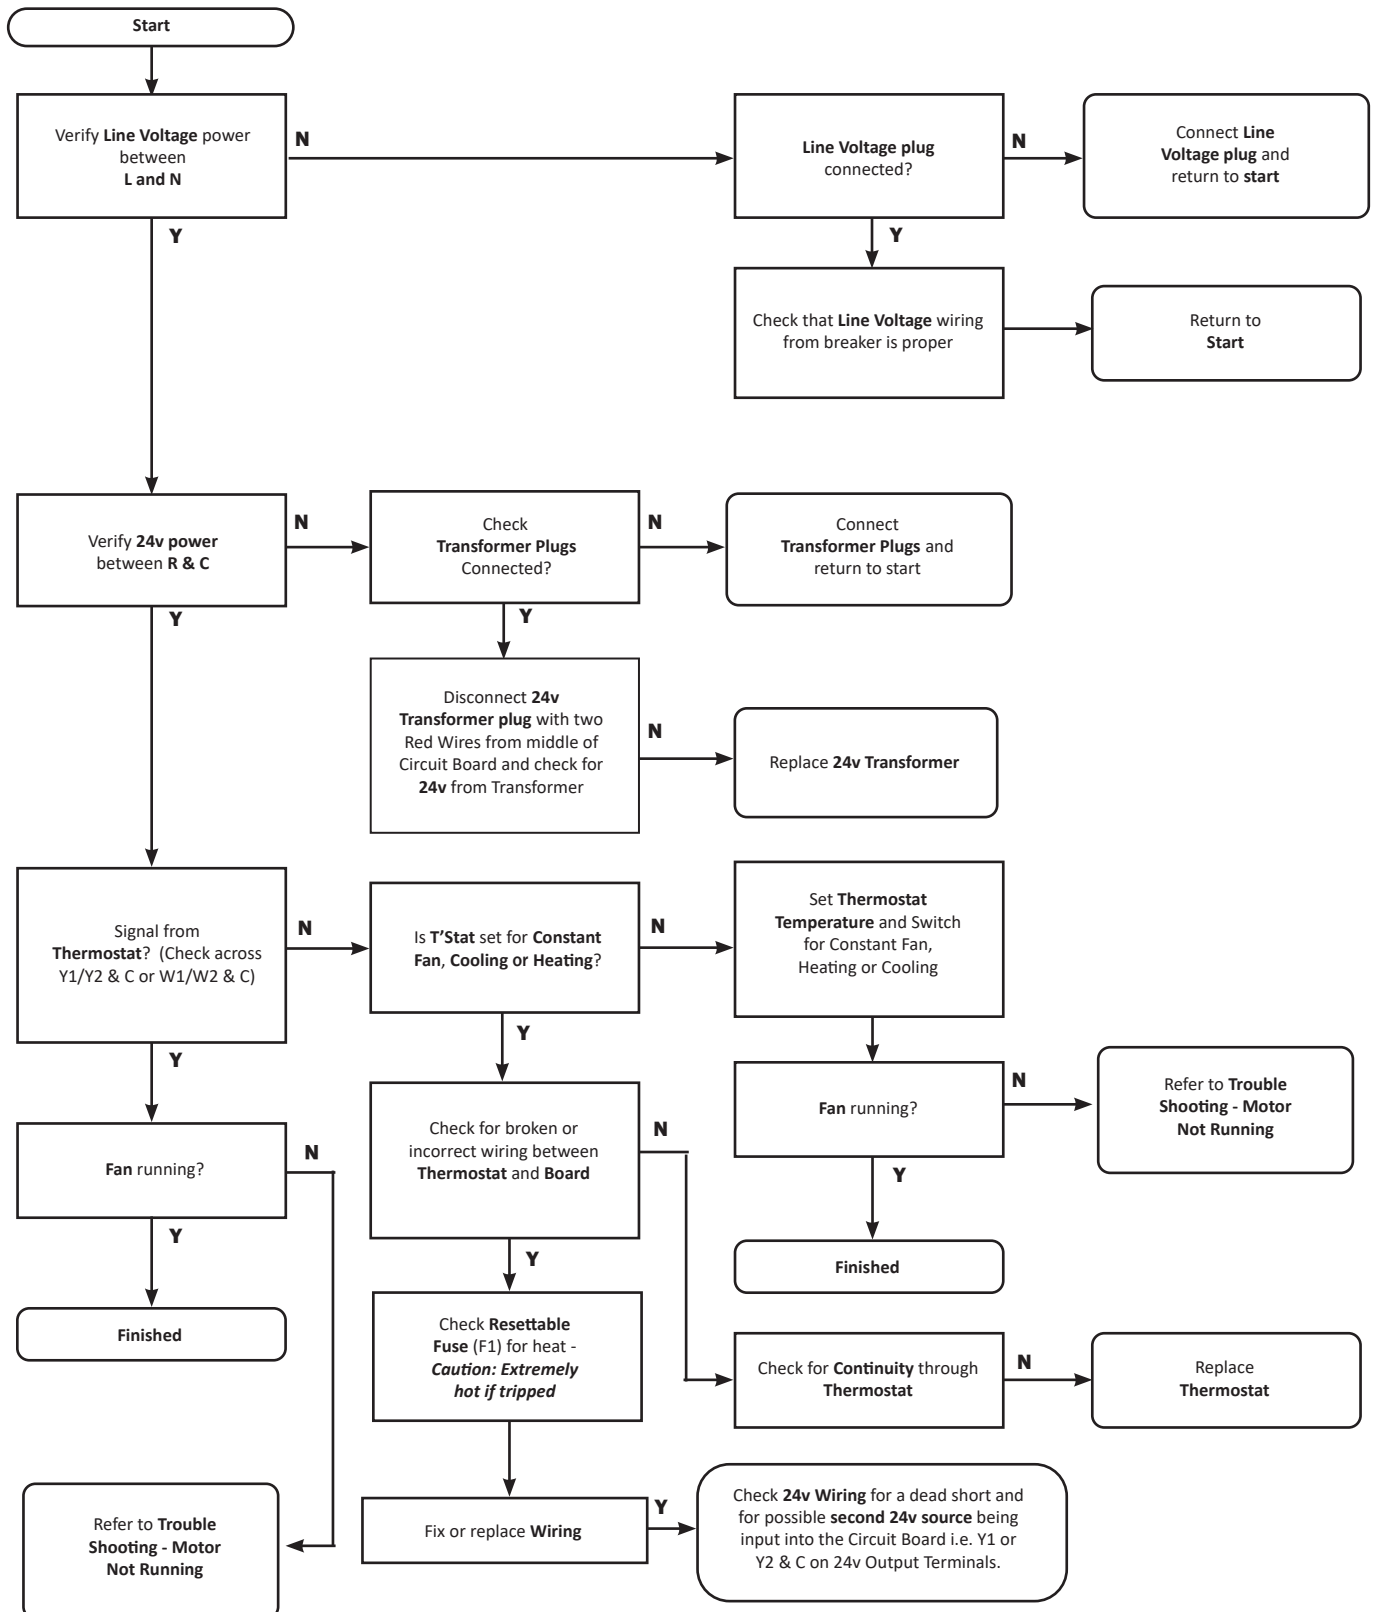 Start
Verify Line Voltage power
between
L and N
N
Line Voltage plug
connected?
N
Connect Line
Voltage plug and
return to start
Y
Y
Check that Line Voltage wiring
from breaker is proper
Return to
Start
Verify 24v power
between R & C
N
Check
Transformer Plugs
Connected?
N
Connect
Transformer Plugs and
return to start
Y
Y
Disconnect 24v
Transformer plug with two
Red Wires from middle of
Circuit Board and check for
24v from Transformer
N
Replace 24v Transformer
Signal from
Thermostat? (Check across
Y1/Y2 & C or W1/W2 & C)
N
Is T'Stat set for Constant
Fan, Cooling or Heating?
N
Set Thermostat
Temperature and Switch
for Constant Fan,
Heating or Cooling
Y
Y
Fan running?
N
Refer to Trouble
Shooting - Motor
Not Running
Y
Finished
Fan running?
N
Y
Finished
Refer to Trouble
Shooting - Motor
Not Running
Check for broken or
incorrect wiring between
Thermostat and Board
N
Y
Check Resettable
Fuse (F1) for heat -
Caution: Extremely
hot if tripped
Check for Continuity through
Thermostat
N
Replace
Thermostat
Fix or replace Wiring
Y
Check 24v Wiring for a dead short and
for possible second 24v source being
input into the Circuit Board i.e. Y1 or
Y2 & C on 24v Output Terminals.